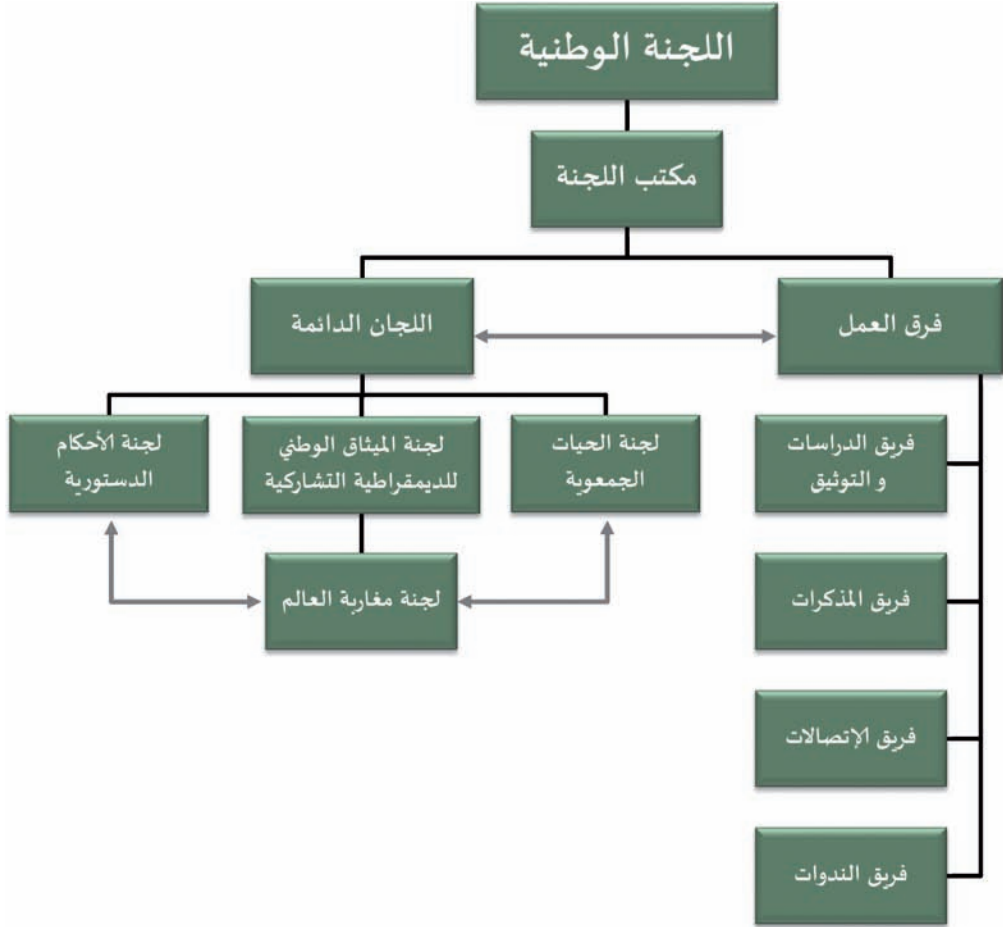 اللجنة الوطنية
مكتب اللجنة
فرق العمل
اللجان الدائمة
لجنة الحيات
الجمعوية
لجنة الميثاق الوطني
للديمقراطية التشاركية
لجنة الأحكام
الدستورية
لجنة مغاربة العالم
فريق الدراسات
و التوثيق
فريق المذكرات
فريق الإتصالات
فريق الندوات